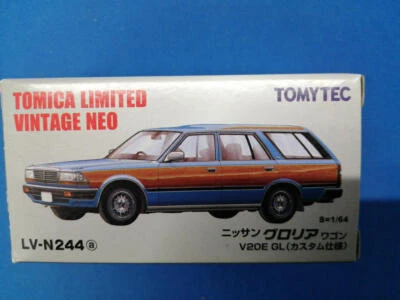 TOMICA LIMITED
VINTAGE NEO
TOMYTEC
S=1/64
LV-N244ⓐ
ニッサン グロリア ワゴン
V20E GL(カスタム仕様)